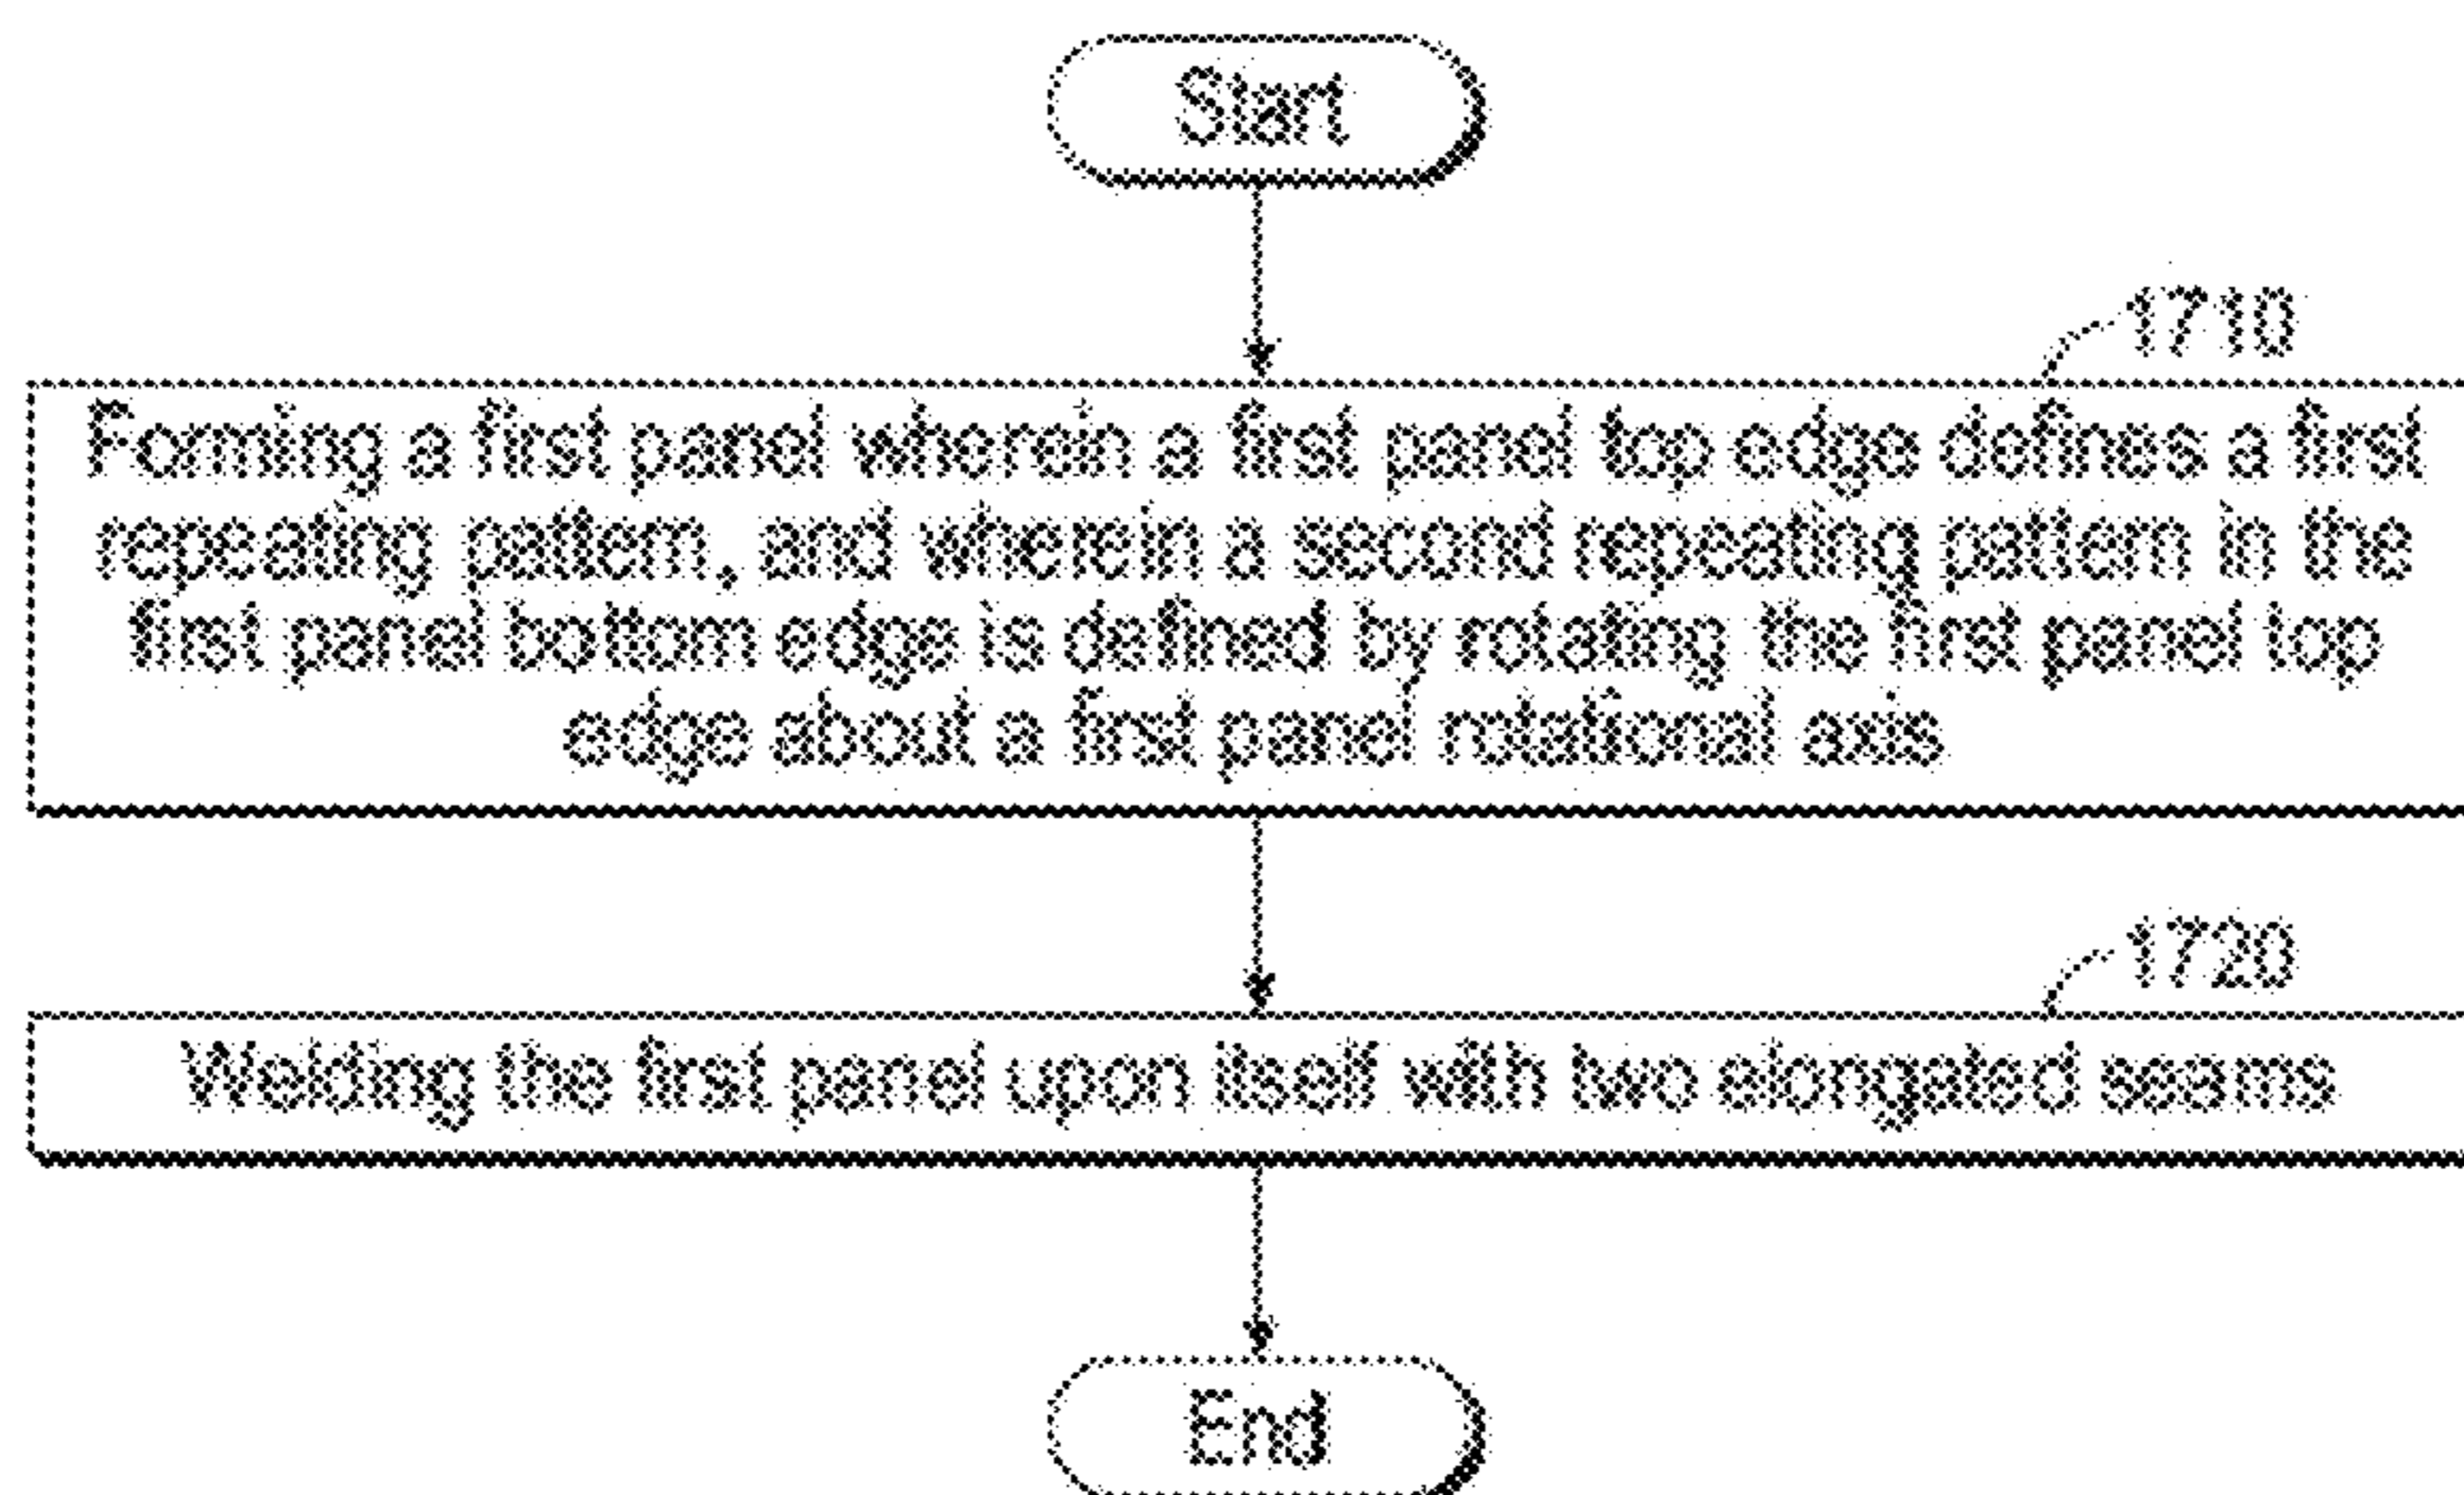 Start
1710
Forming a first panel wherein a first panel top edge defines a first
repeating pattern, and wherein a second repeating pattern in the
first panel bottom edge is defined by rotating the first panel top
edge about a first panel rotational axis
1720
Welding the first panel upon itself with two elongated seams
End